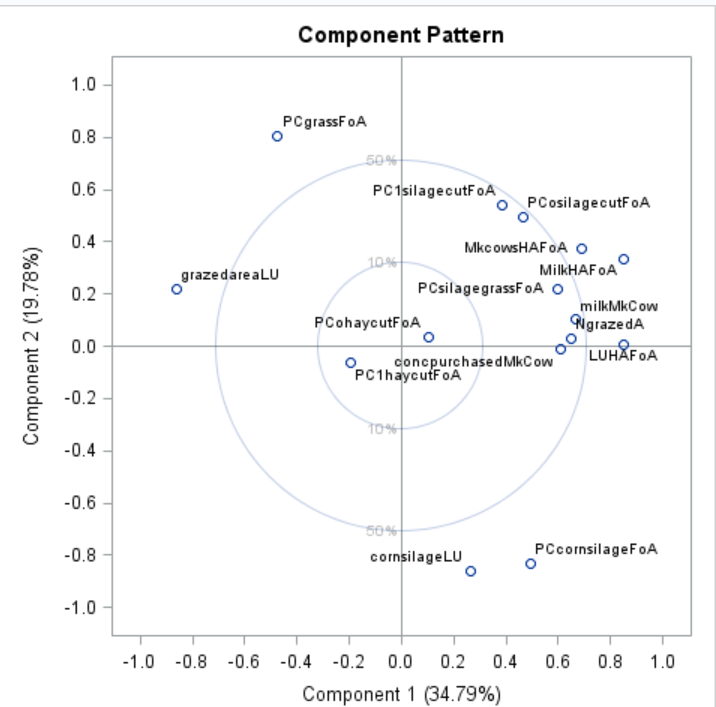 Component Pattern
1.0
0.8
0.6
0.4
0.2
0.0
-0.2
-0.4
-0.6
-0.8
-1.0
Component 2 (19.78%)
PCgrassFoA
50%
PC1silagecutFoA
PCosilagecutFoA
MkcowsHAFoA
MilkHAFoA
10%
grazedareaLU
PCsilagegrassFoA
milkMkCow
PCohaycutFoA
NgrazedA
concpurchasedMkCow
LUHAFoA
PC1haycutFoA
10%
50%
cornsilageLU
PCcornsilageFoA
-1.0 -0.8 -0.6 -0.4 -0.2 0.0 0.2 0.4 0.6 0.8 1.0
Component 1 (34.79%)